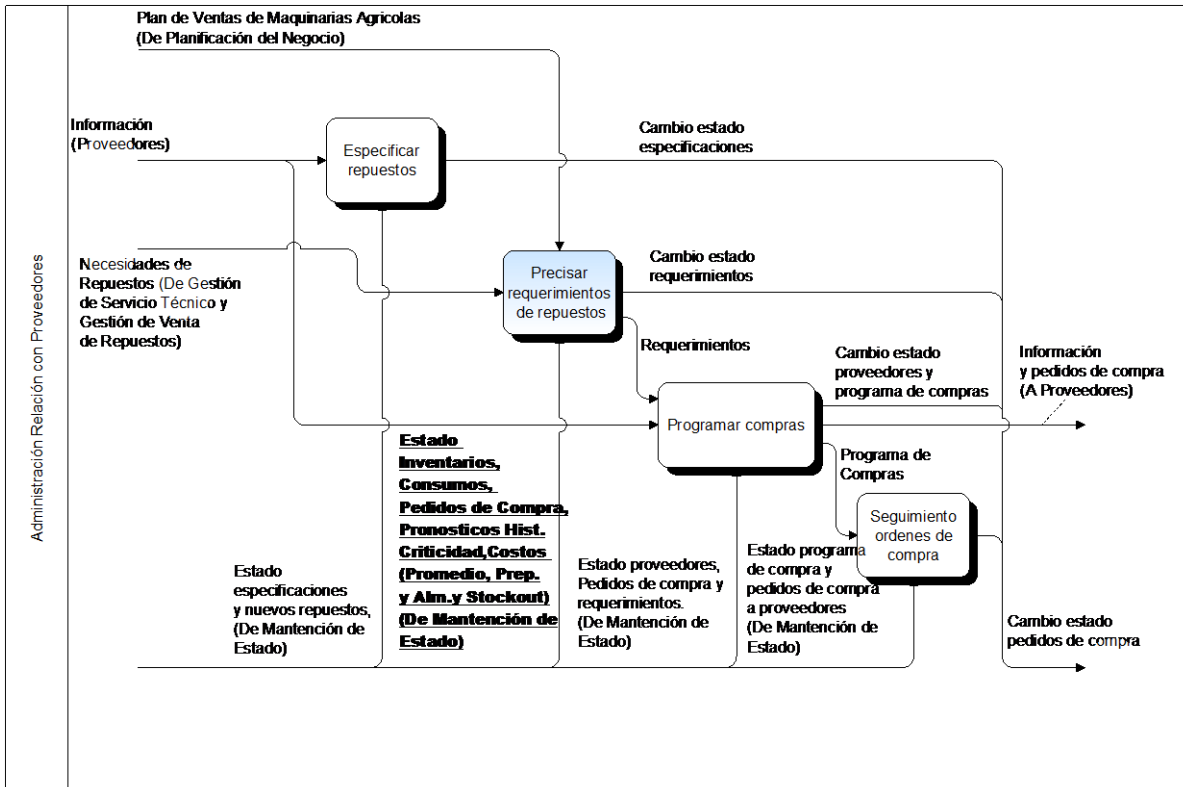 Administración Relación con Proveedores
Plan de Ventas de Maquinarias Agricolas
(De Planificación del Negocio)
Información
(Proveedores)
Especificar
repuestos
Cambio estado
especificaciones
Necesidades de
Repuestos (De Gestión
de Servicio Técnico y
Gestión de Venta
de Repuestos)
Precisar
requerimientos
de repuestos
Cambio estado
requerimientos
Requerimientos
Cambio estado
proveedores y
programa de compras
Información
y pedidos de compra
(A Proveedores)
Programar compras
Programa de
Compras
Seguimiento
ordenes de
compra
Estado
especificaciones
y nuevos repuestos,
(De Mantención de
Estado)
Estado
Inventarios,
Consumos,
Pedidos de Compra,
Pronosticos Hist.
Criticidad,Costos
(Promedio, Prep.
y Alm.y Stockout)
(De Mantención de
Estado)
Estado proveedores,
Pedidos de compra y
requerimientos.
(De Mantención de
Estado)
Estado programa
de compra y
pedidos de compra
a proveedores
(De Mantención de
Estado)
Cambio estado
pedidos de compra